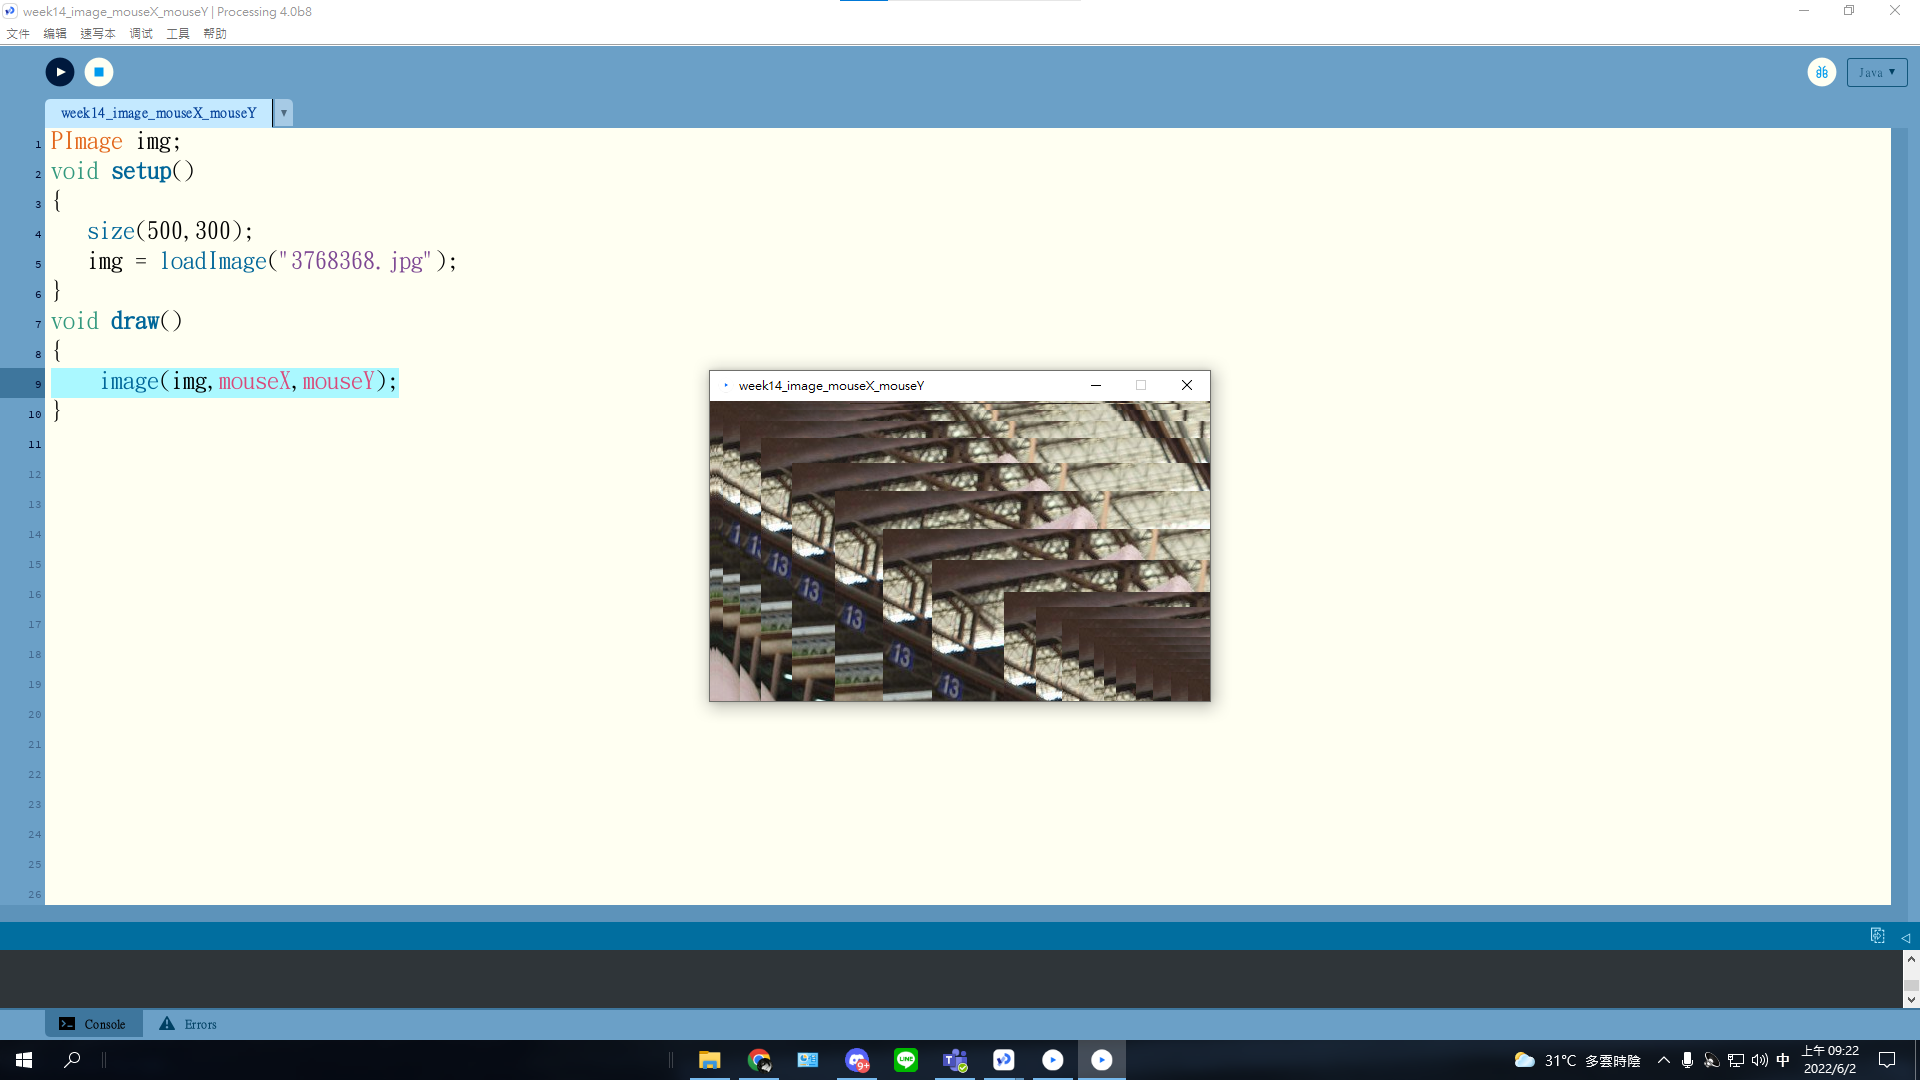 week14_image_mouseX_mouseY | Processing 4.0b8
文件 编辑 速写本 调试 工具 帮助
Java ▼
week14_image_mouseX_mouseY ▼
1 PImage img;
2 void setup()
3 {
4 size(500,300);
5 img = loadImage("3768368.jpg");
6 }
7 void draw()
8 {
9 image(img,mouseX,mouseY);
10 }
11
12
13
14
15
16
17
18
19
20
21
22
23
24
25
26
week14_image_mouseX_mouseY
13
13
13
13
13
Console Errors
9+
31°C 多雲時陰
中
上午 09:22
2022/6/2